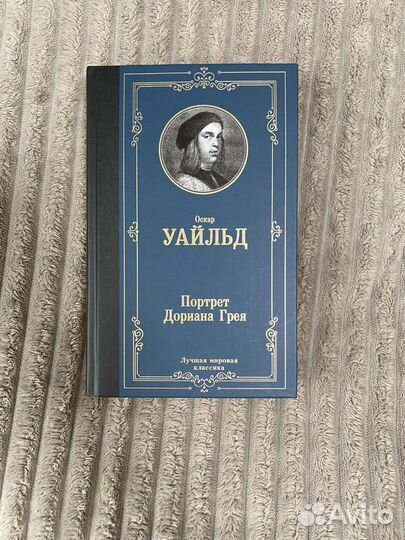 Оскар
УАЙЛЬД
Портрет
Дориана Грея
Лучшая мировая
классика
Avito